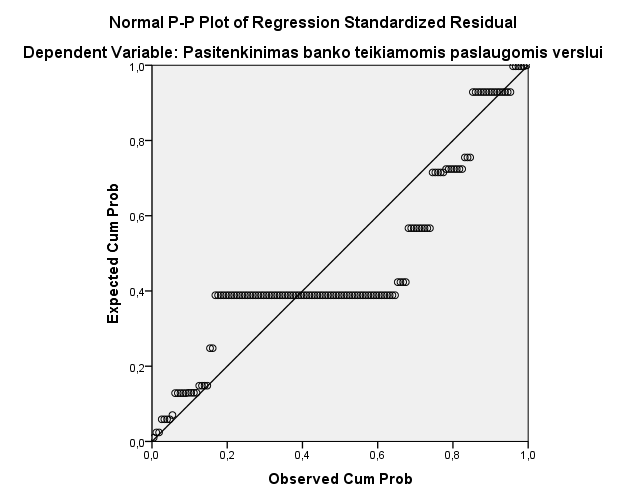 Normal P-P Plot of Regression Standardized Residual
Dependent Variable: Pasitenkinimas banko teikiamomis paslaugomis verslui
1,0
0,8
0,6
0,4
0,2
0,0
Expected Cum Prob
0,0 0,2 0,4 0,6 0,8 1,0
Observed Cum Prob